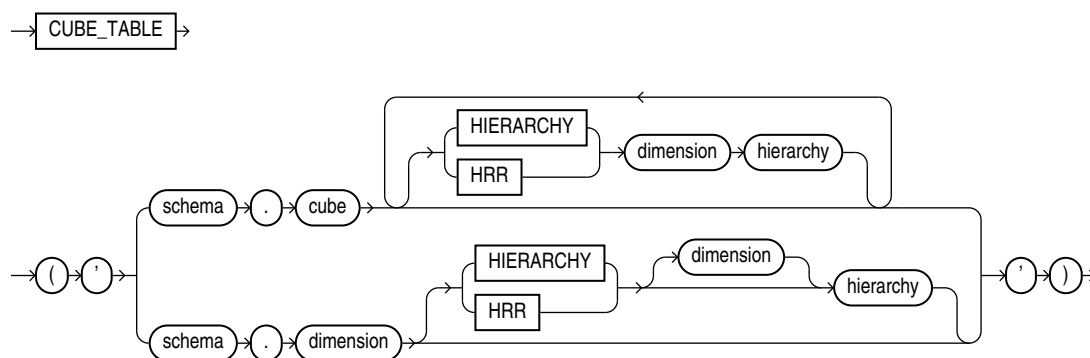 CUBE_TABLE
HIERARCHY
HRR dimension hierarchy
schema . cube
( ' HIERARCHY dimension ' )
HRR hierarchy
schema . dimension